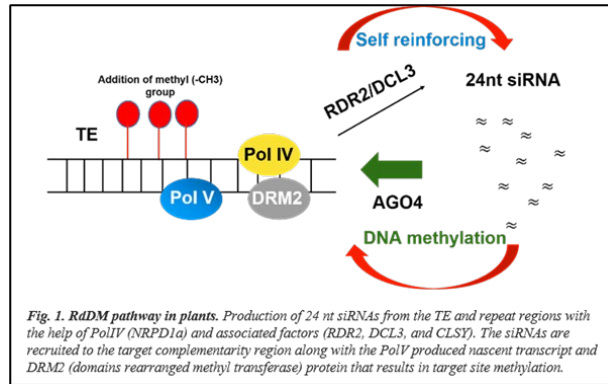 Self reinforcing
Addition of methyl (-CH3)
group
RDR2/DCL3
24nt siRNA
TE
Pol IV
Pol V
DRM2
AGO4
DNA methylation
Fig. 1. RdDM pathway in plants. Production of 24 nt siRNAs from the TE and repeat regions with
the help of PolIV (NRPD1a) and associated factors (RDR2, DCL3, and CLSY). The siRNAs are
recruited to the target complementarity region along with the PolV produced nascent transcript and
DRM2 (domains rearranged methyl transferase) protein that results in target site methylation.